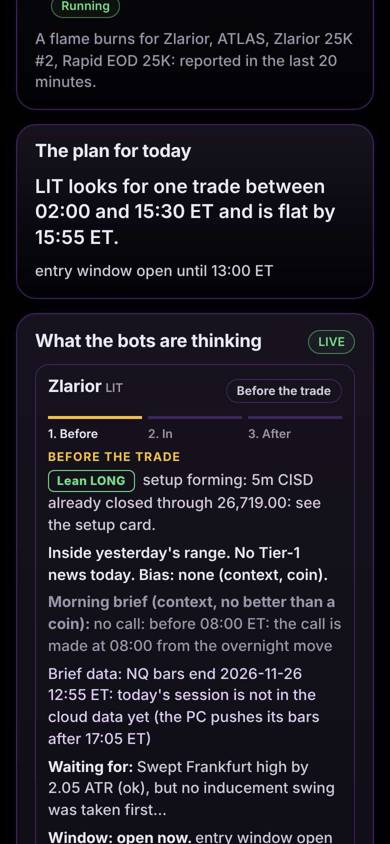 Running
A flame burns for Zlarior, ATLAS, Zlarior 25K
#2, Rapid EOD 25K: reported in the last 20
minutes.
The plan for today
LIT looks for one trade between
02:00 and 15:30 ET and is flat by
15:55 ET.
entry window open until 13:00 ET
What the bots are thinking
LIVE
Zlarior LIT
Before the trade
1. Before
2. In
3. After
BEFORE THE TRADE
Lean LONG setup forming: 5m CISD
already closed through 26,719.00: see
the setup card.
Inside yesterday's range. No Tier-1
news today. Bias: none (context, coin).
Morning brief (context, no better than a
coin): no call: before 08:00 ET: the call is
made at 08:00 from the overnight move
Brief data: NQ bars end 2026-11-26
12:55 ET: today's session is not in the
cloud data yet (the PC pushes its bars
after 17:05 ET)
Waiting for: Swept Frankfurt high by
2.05 ATR (ok), but no inducement swing
was taken first...
Window: open now. entry window open